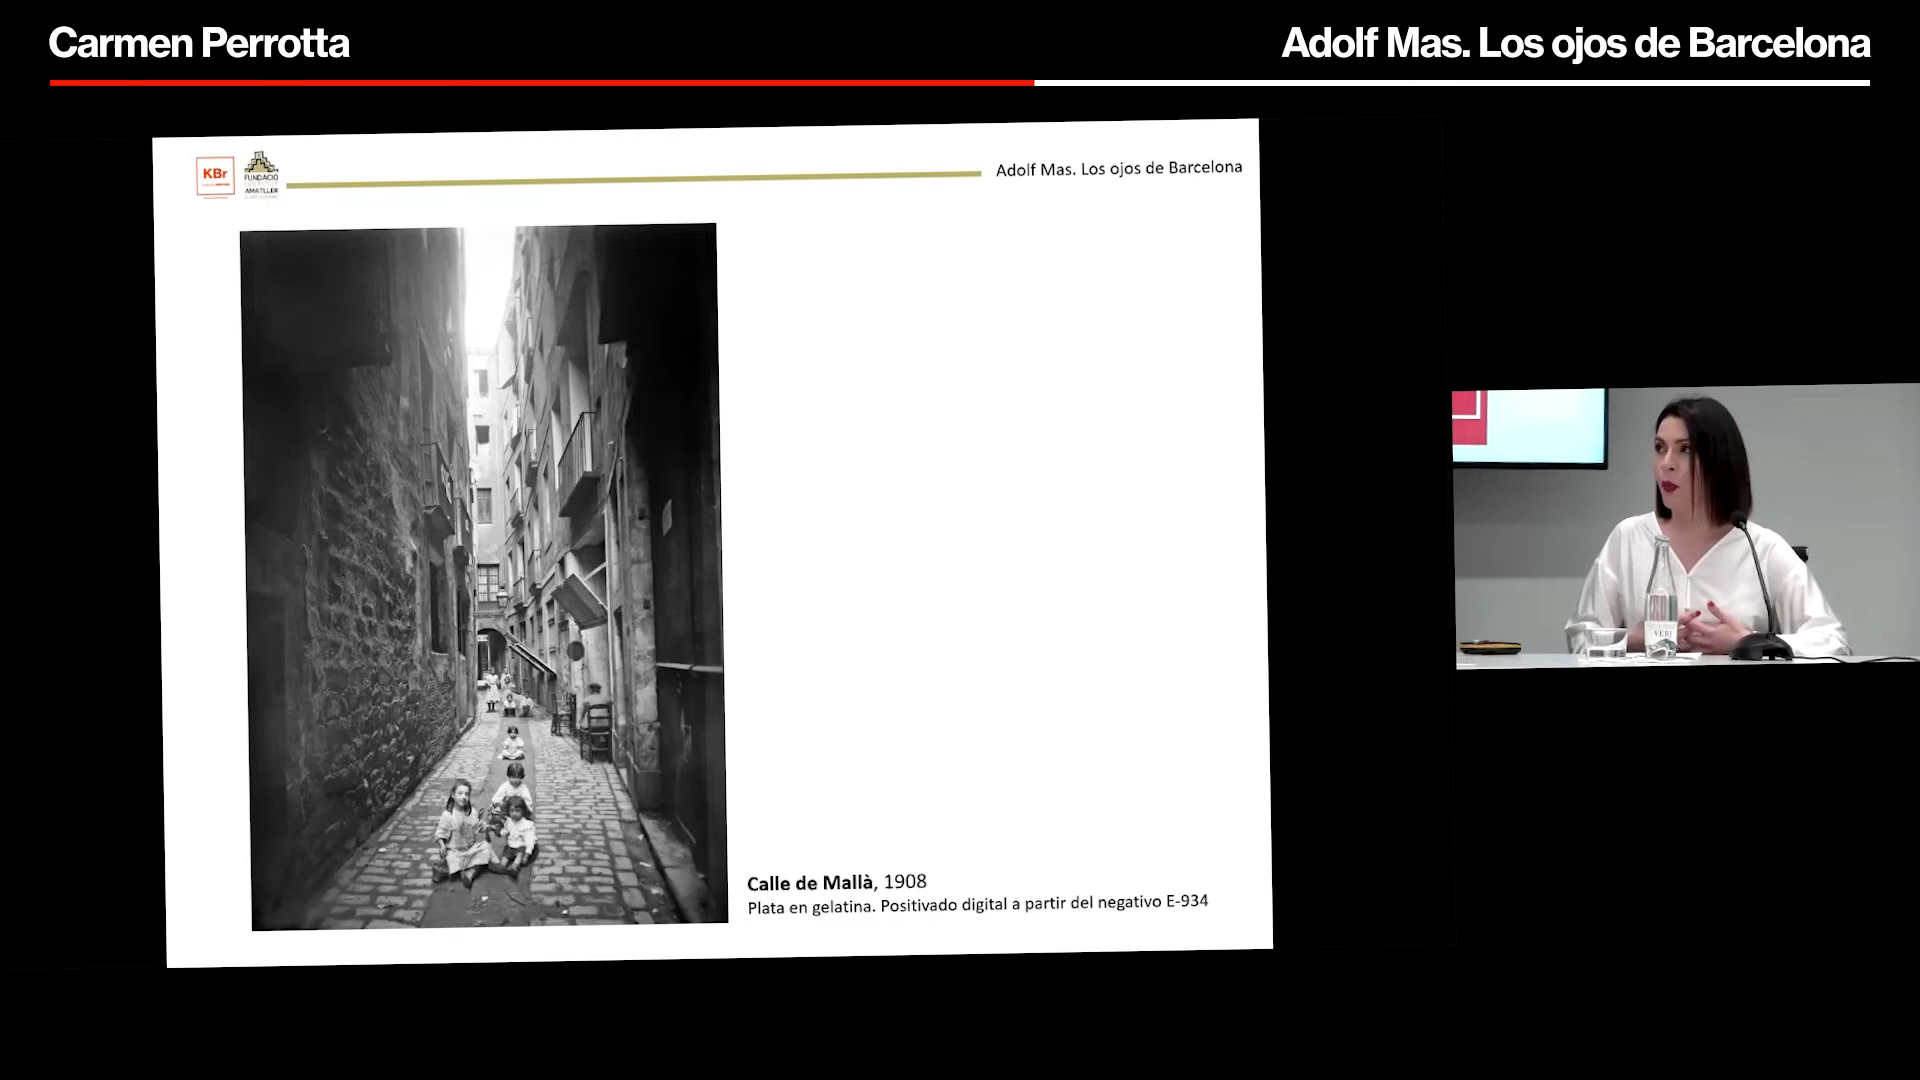 Carmen Perrotta
Adolf Mas. Los ojos de Barcelona
KBr
FUNDACIÓ
INSTITUT
AMATLLER
Adolf Mas. Los ojos de Barcelona
Calle de Mallà, 1908
Plata en gelatina. Positivado digital a partir del negativo E-934
VERI